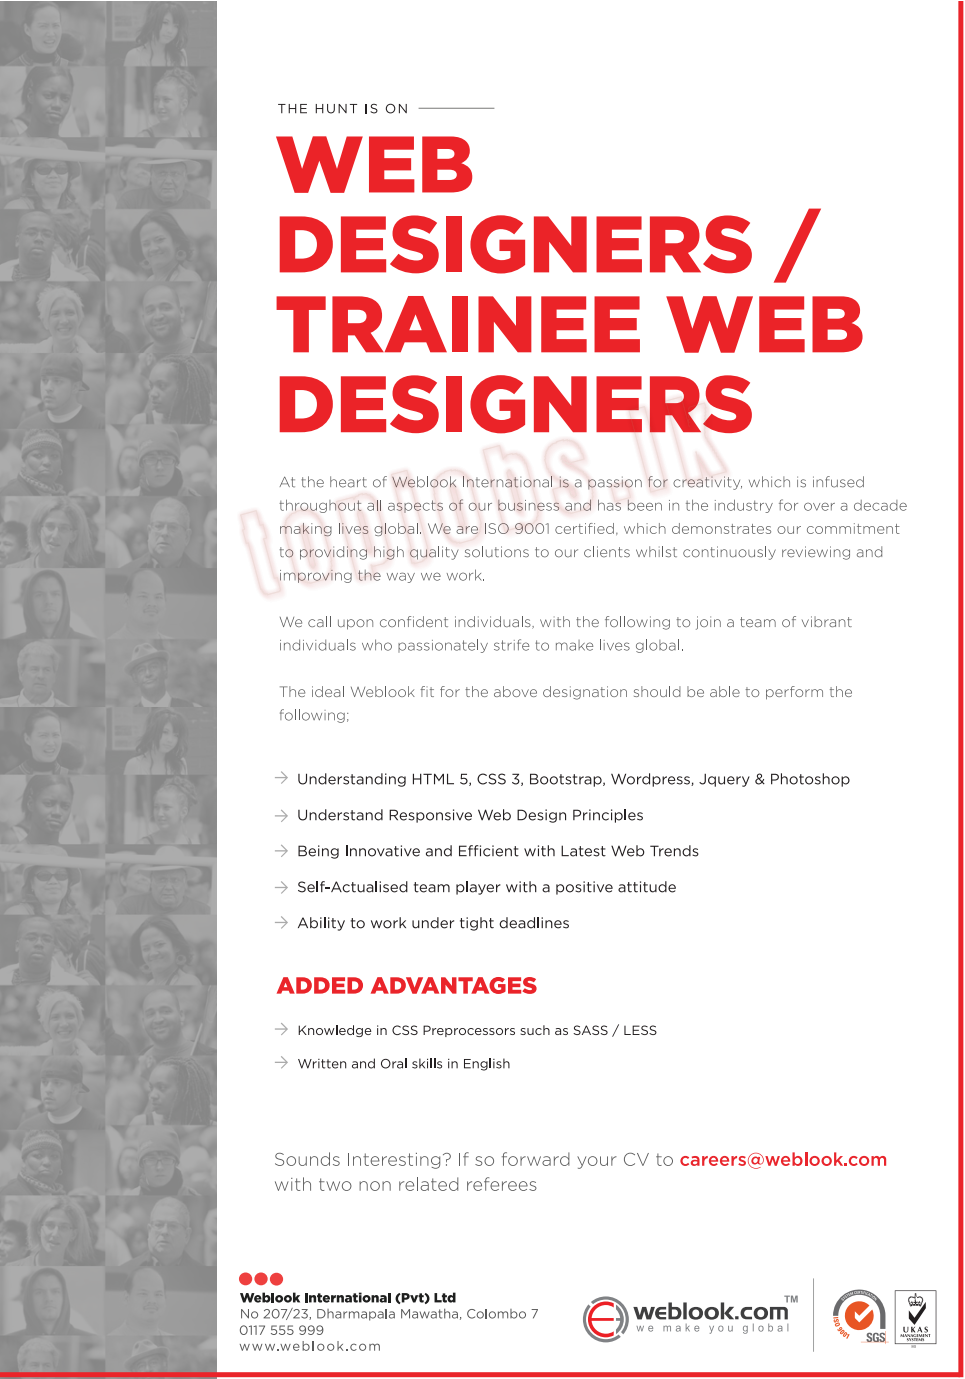 THE HUNT IS ON
WEB
DESIGNERS /
TRAINEE WEB
DESIGNERS
topjobs.lk
At the heart of Weblook International is a passion for creativity, which is infused
throughout all aspects of our business and has been in the industry for over a decade
making lives global. We are ISO 9001 certified, which demonstrates our commitment
to providing high quality solutions to our clients whilst continuously reviewing and
improving the way we work.
We call upon confident individuals, with the following to join a team of vibrant
individuals who passionately strife to make lives global.
The ideal Weblook fit for the above designation should be able to perform the
following;
→ Understanding HTML 5, CSS 3, Bootstrap, Wordpress, Jquery & Photoshop
→ Understand Responsive Web Design Principles
→ Being Innovative and Efficient with Latest Web Trends
→ Self-Actualised team player with a positive attitude
→ Ability to work under tight deadlines
ADDED ADVANTAGES
→ Knowledge in CSS Preprocessors such as SASS / LESS
→ Written and Oral skills in English
Sounds Interesting? If so forward your CV to careers@weblook.com
with two non related referees
Weblook International (Pvt) Ltd
No 207/23, Dharmapala Mawatha, Colombo 7
0117 555 999
www.weblook.com
weblook.com™
we make you global
ISO 9001
SGS
UKAS
MANAGEMENT
SYSTEMS